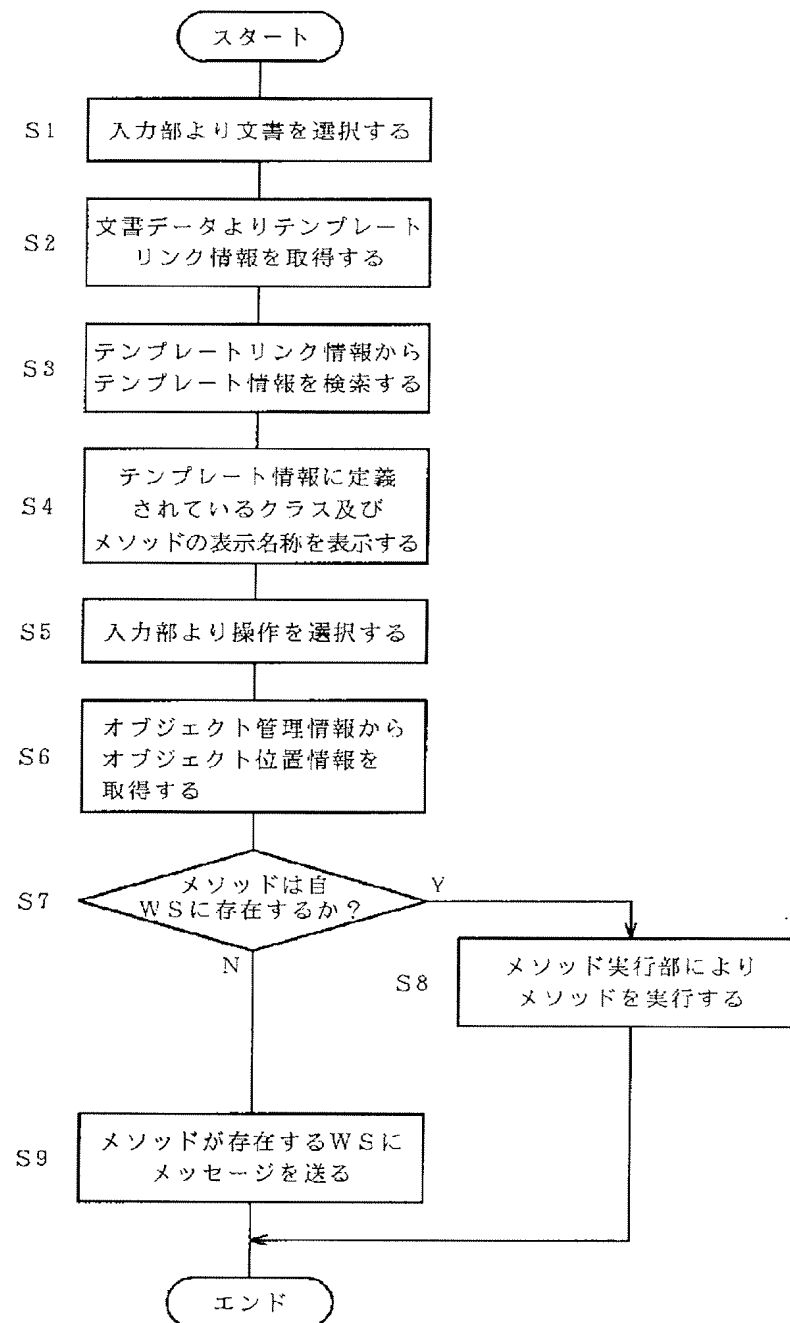 スタート
S1
入力部より文書を選択する
S2
文書データよりテンプレート
リンク情報を取得する
S3
テンプレートリンク情報から
テンプレート情報を検索する
S4
テンプレート情報に定義
されているクラス及び
メソッドの表示名称を表示する
S5
入力部より操作を選択する
S6
オブジェクト管理情報から
オブジェクト位置情報を
取得する
S7
メソッドは自
WSに存在するか?
Y
N
S8
メソッド実行部により
メソッドを実行する
S9
メソッドが存在するWSに
メッセージを送る
エンド